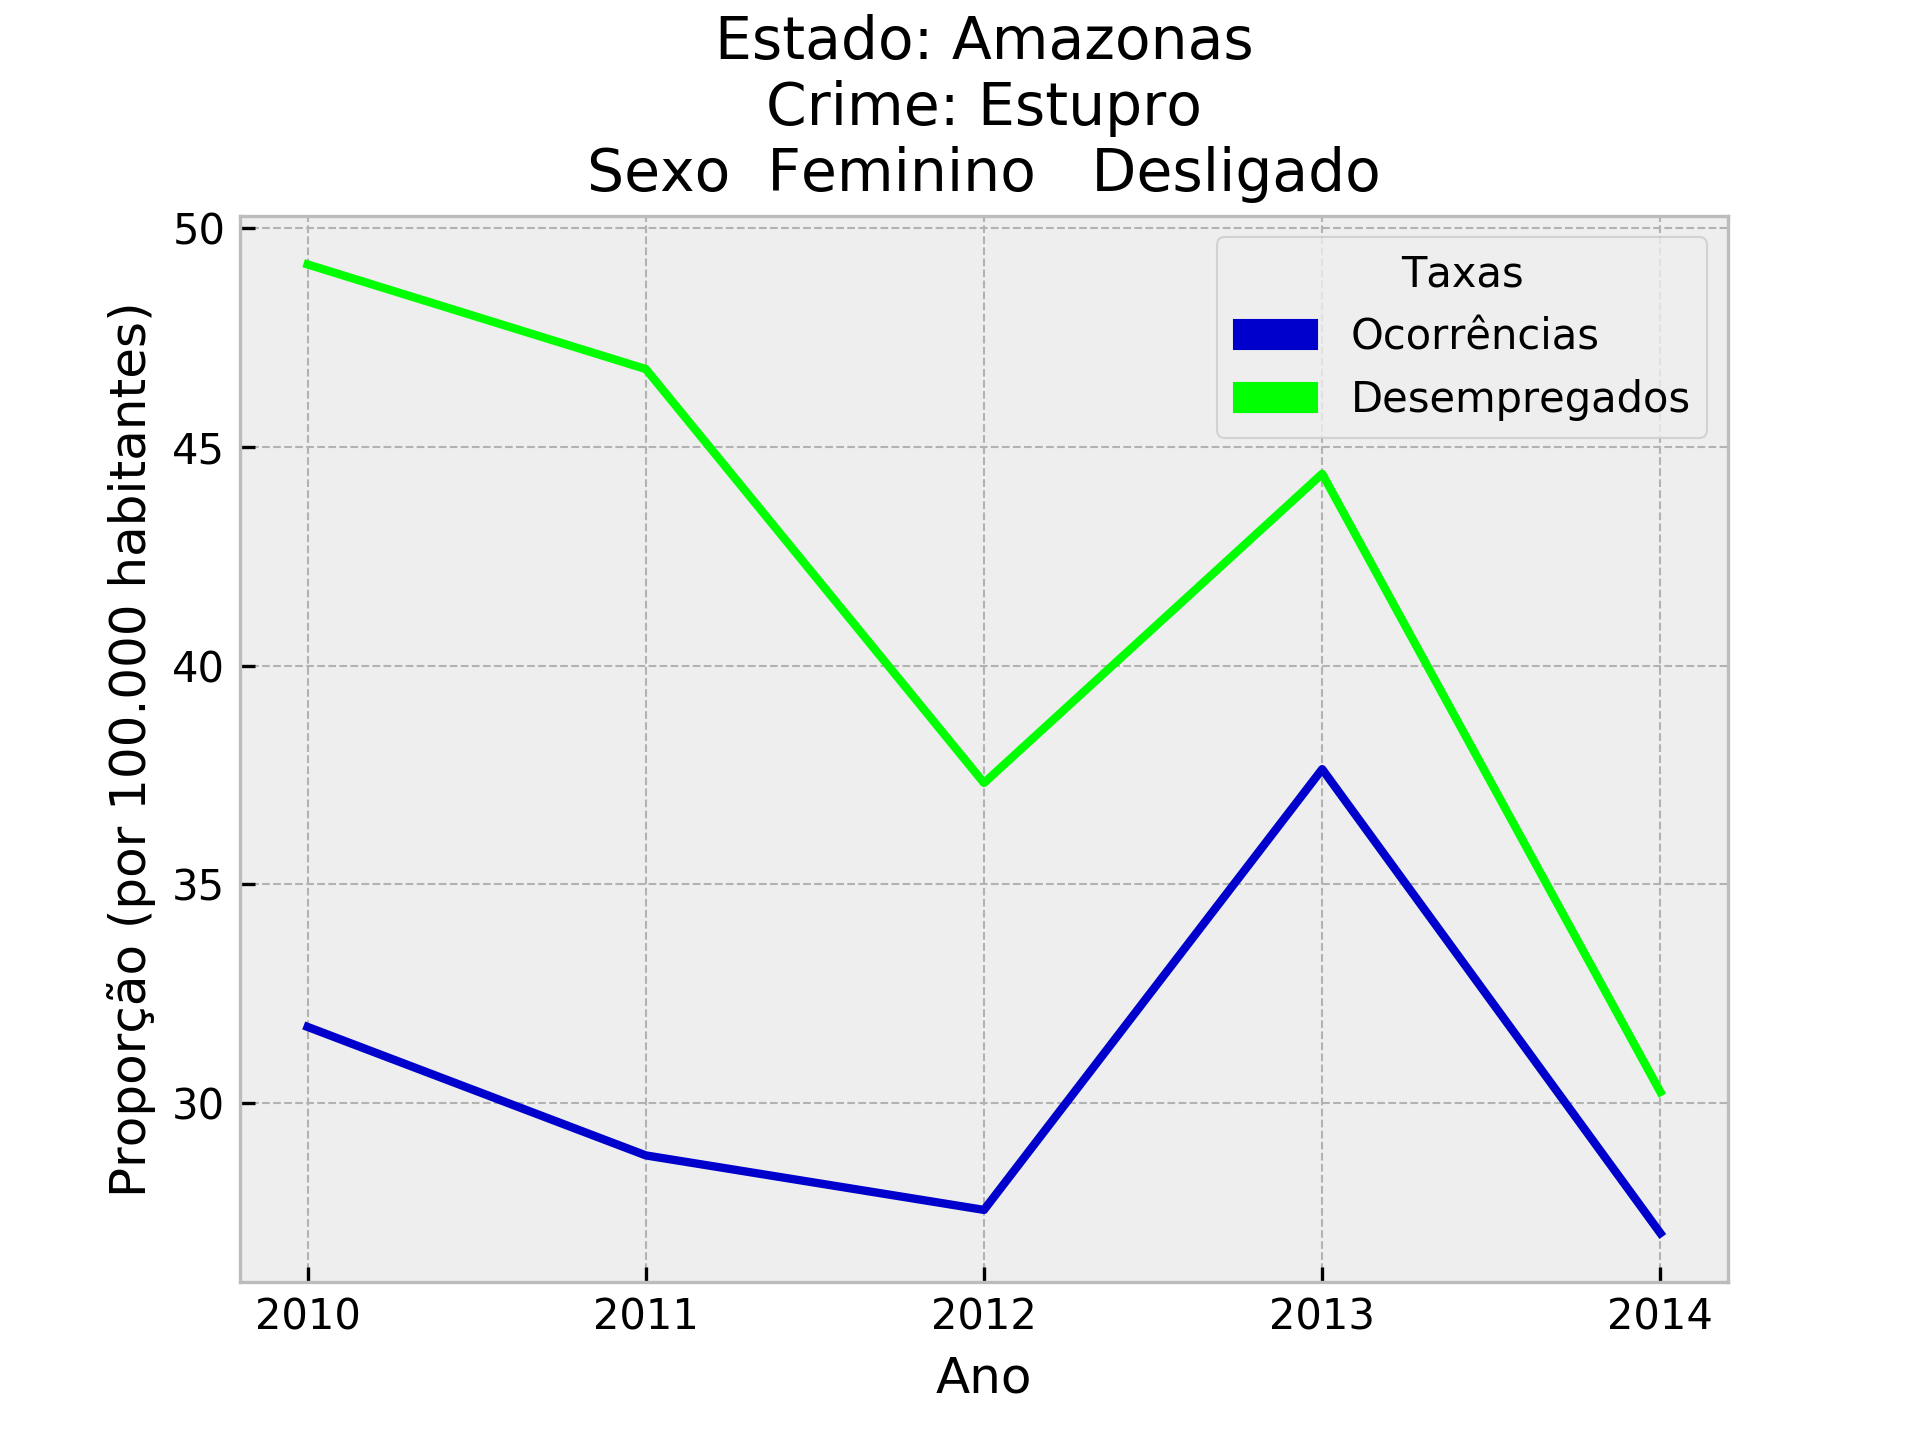 Estado: Amazonas
Crime: Estupro
Sexo  Feminino   Desligado
Taxas
Ocorrências
Desempregados
Proporção (por 100.000 habitantes)
50
45
40
35
30
2010 2011 2012 2013 2014
Ano